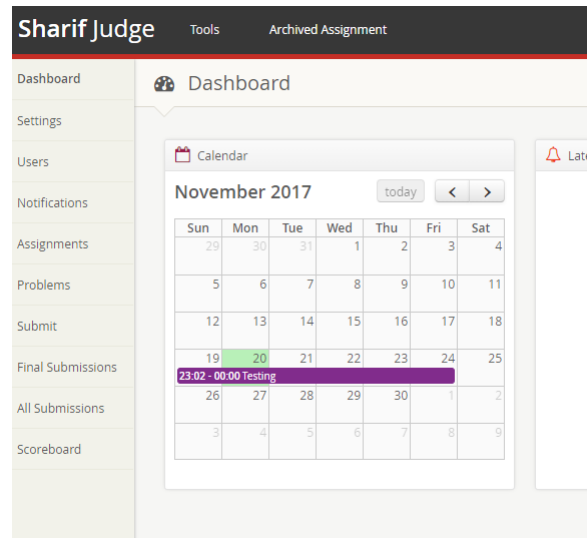 Sharif Judge Tools Archived Assignment
Dashboard
Settings
Users
Notifications
Assignments
Problems
Submit
Final Submissions
All Submissions
Scoreboard
Dashboard
Calendar
November 2017 today
Sun Mon Tue Wed Thu Fri Sat
29 30 31 1 2 3 4
5 6 7 8 9 10 11
12 13 14 15 16 17 18
19 20 21 22 23 24 25
23:02 - 00:00 Testing
26 27 28 29 30 1 2
3 4 5 6 7 8 9
Late